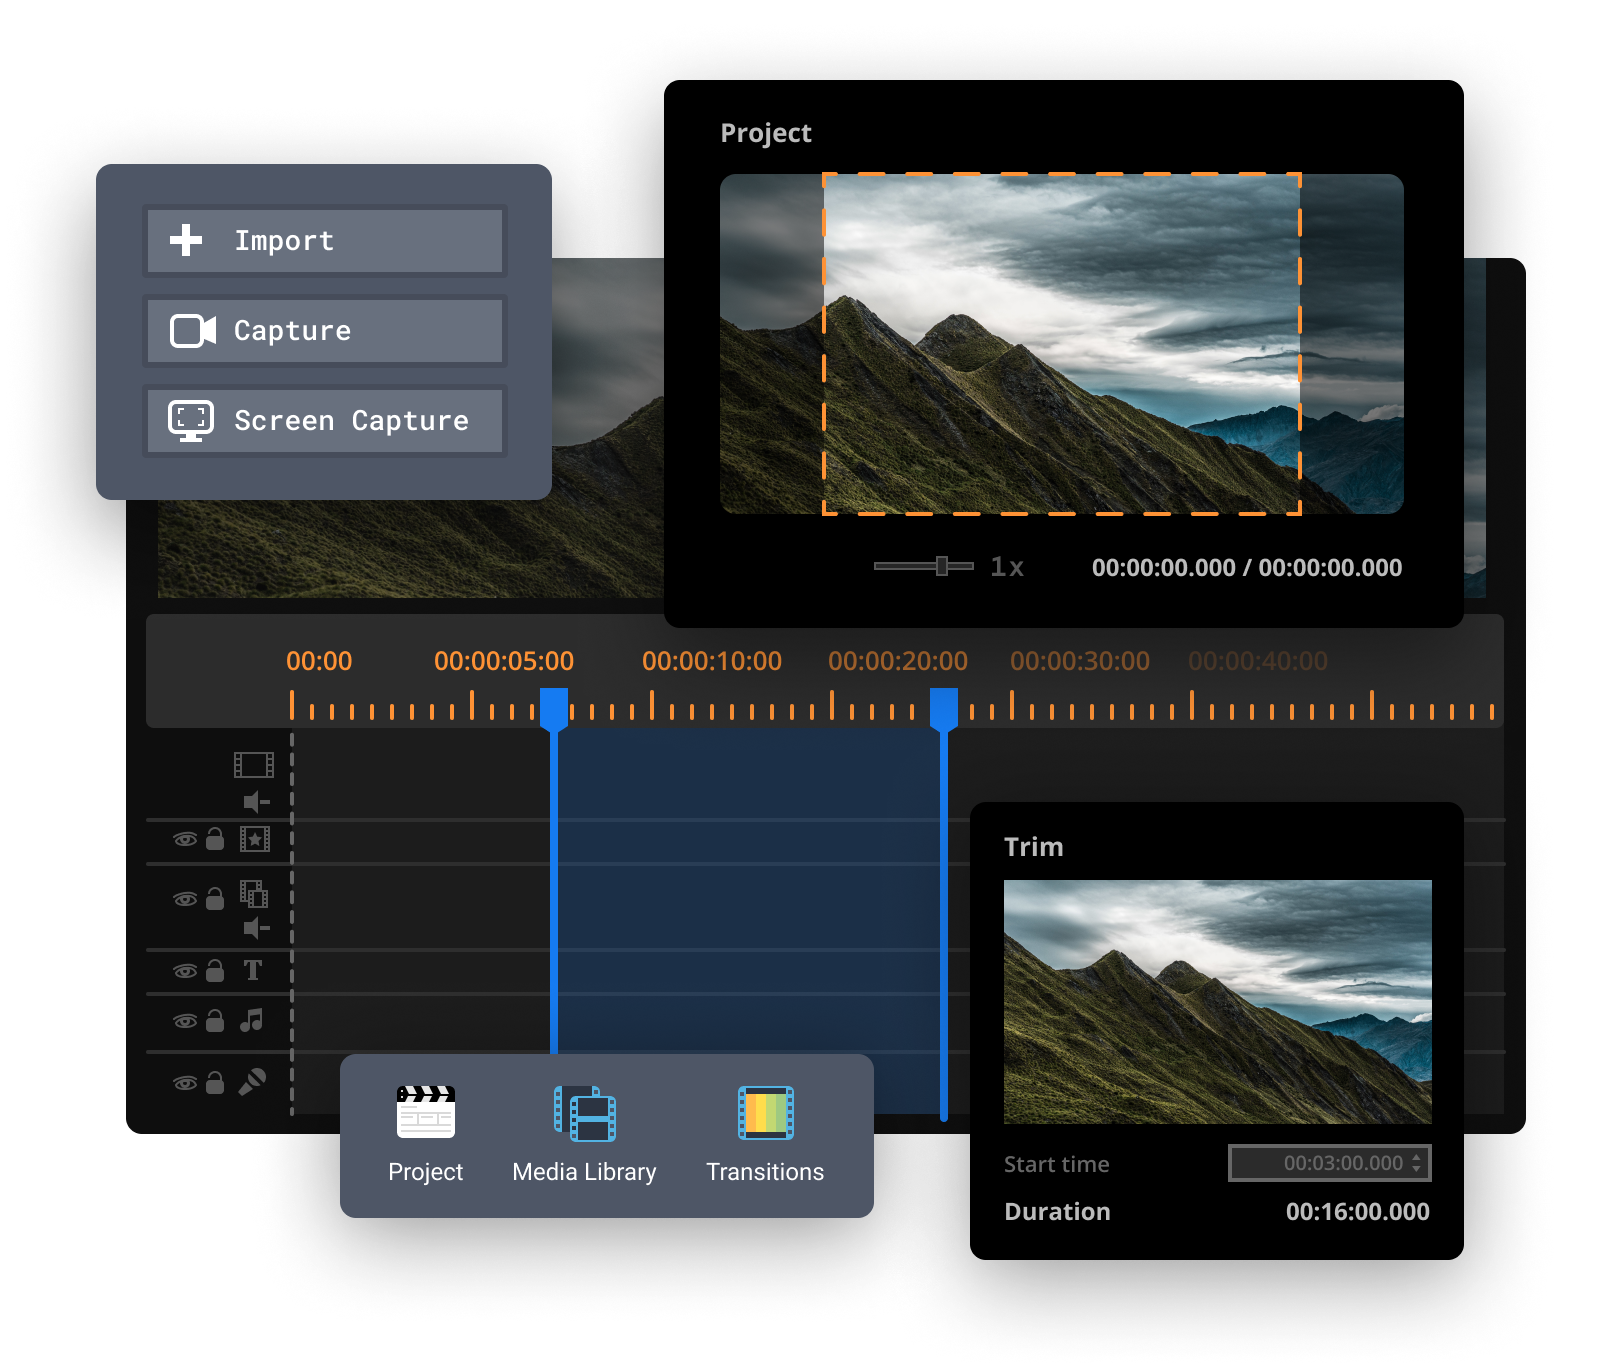 Project
Import
Capture
Screen Capture
1x
00:00:00.000 / 00:00:00.000
00:00
00:00:05:00
00:00:10:00
00:00:20:00
00:00:30:00
00:00:40:00
Trim
T
Start time
00:03:00.000
Duration
00:16:00.000
Project
Media Library
Transitions